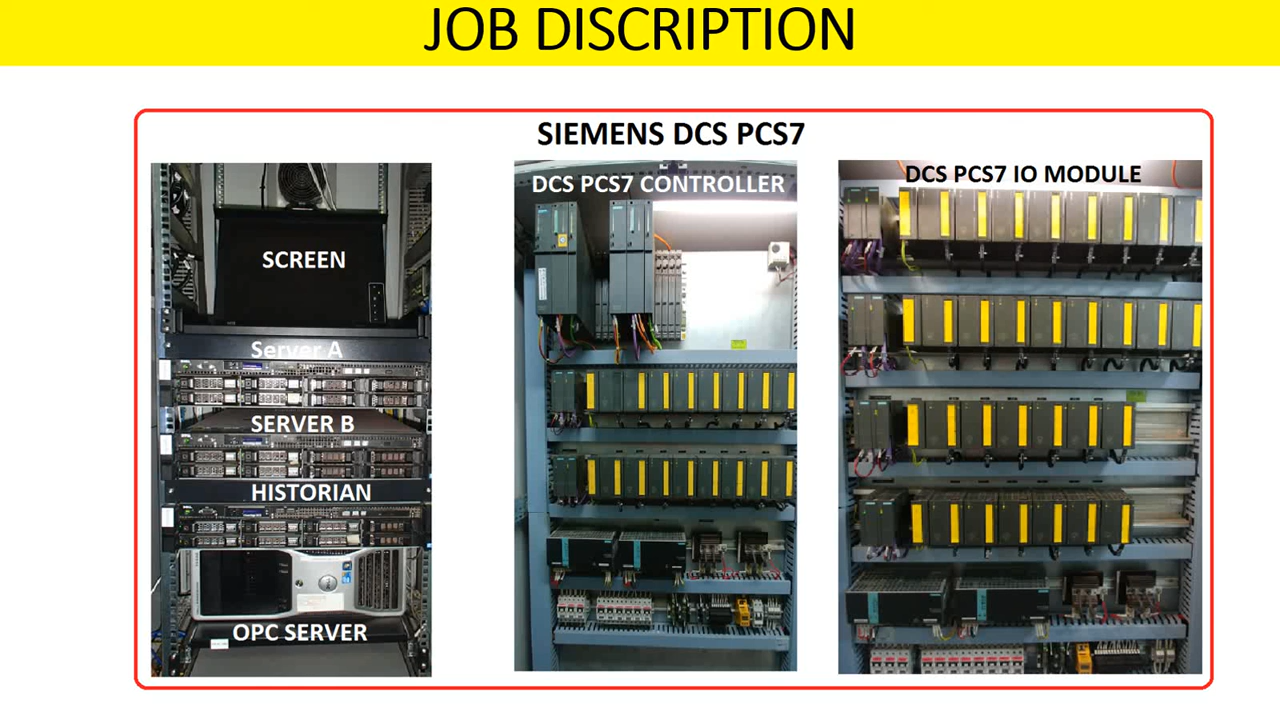 JOB DISCRIPTION
SIEMENS DCS PCS7
SCREEN
Server A
SERVER B
HISTORIAN
OPC SERVER
DCS PCS7 CONTROLLER
DCS PCS7 IO MODULE